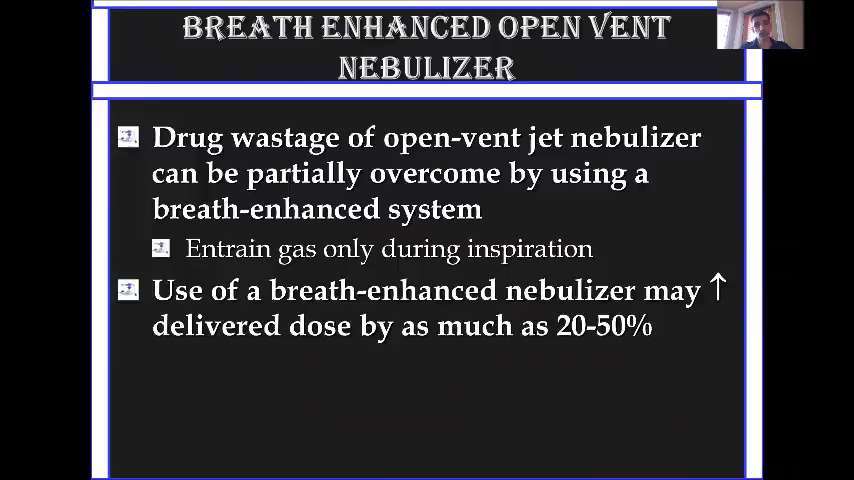 BREATH ENHANCED OPEN VENT
NEBULIZER
Drug wastage of open-vent jet nebulizer
can be partially overcome by using a
breath-enhanced system
Entrain gas only during inspiration
Use of a breath-enhanced nebulizer may ↑
delivered dose by as much as 20-50%